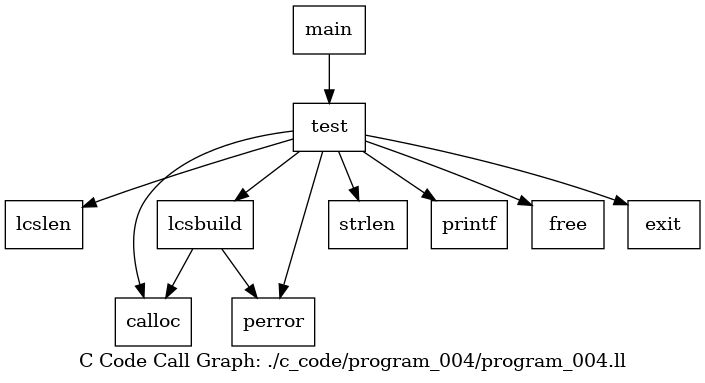 main
test
lcslen
lcsbuild
strlen
printf
free
exit
calloc
perror
C Code Call Graph: ./c_code/program_004/program_004.ll